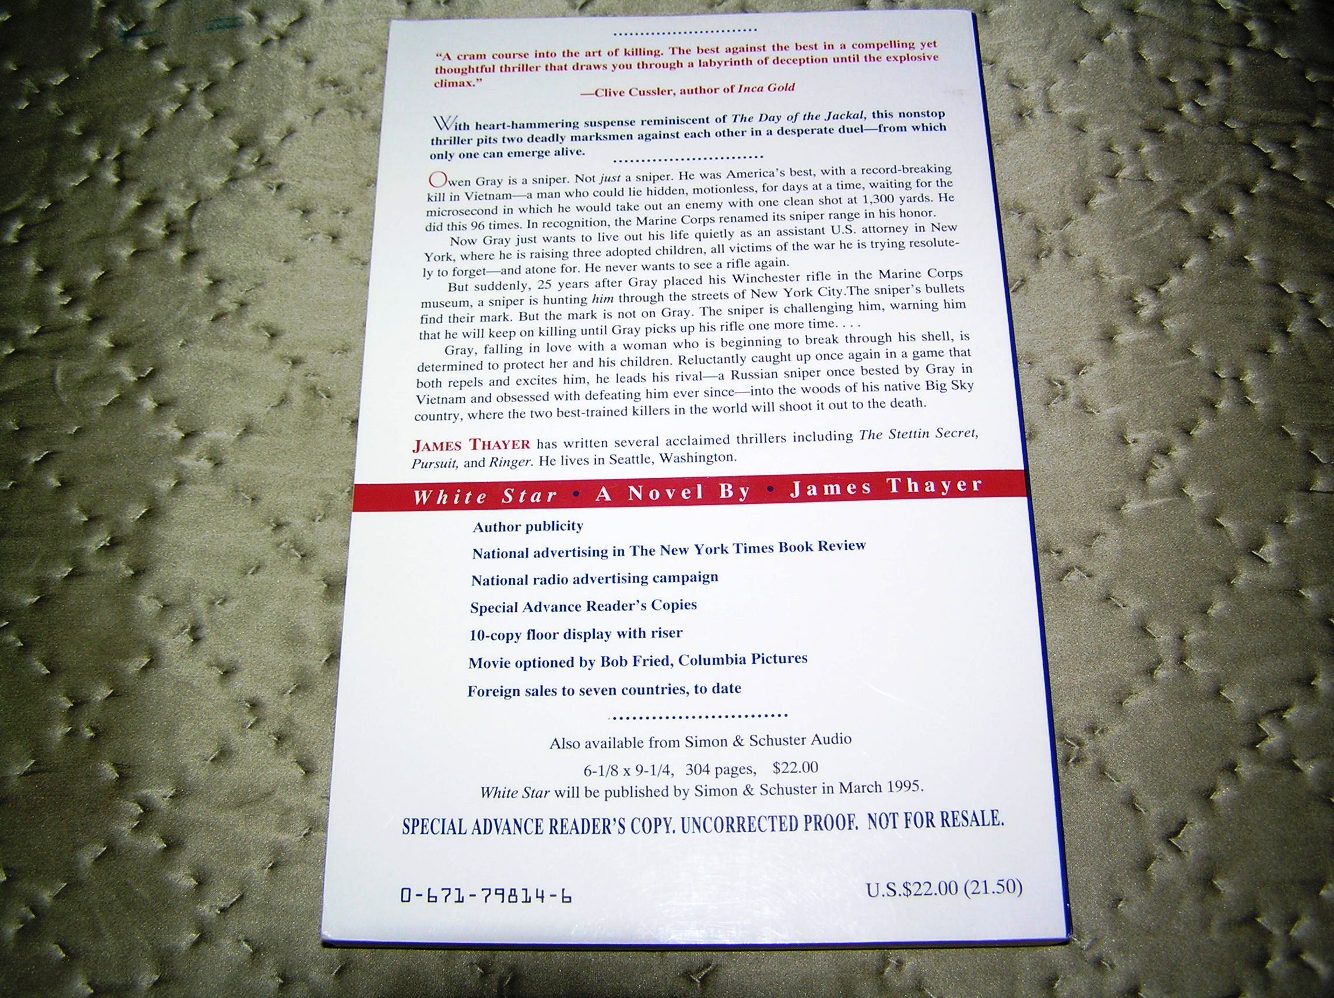 “A cram course into the art of killing. The best against the best in a compelling yet
thoughtful thriller that draws you through a labyrinth of deception until the explosive
climax.”
—Clive Cussler, author of Inca Gold
With heart-hammering suspense reminiscent of The Day of the Jackal, this nonstop
thriller pits two deadly marksmen against each other in a desperate duel—from which
only one can emerge alive.
Owen Gray is a sniper. Not just a sniper. He was America’s best, with a record-breaking
kill in Vietnam—a man who could lie hidden, motionless, for days at a time, waiting for the
microsecond in which he would take out an enemy with one clean shot at 1,300 yards. He
did this 96 times. In recognition, the Marine Corps renamed its sniper range in his honor.
Now Gray just wants to live out his life quietly as an assistant U.S. attorney in New
York, where he is raising three adopted children, all victims of the war he is trying resolute-
ly to forget—and atone for. He never wants to see a rifle again.
But suddenly, 25 years after Gray placed his Winchester rifle in the Marine Corps
museum, a sniper is hunting him through the streets of New York City.The sniper’s bullets
find their mark. But the mark is not on Gray. The sniper is challenging him, warning him
that he will keep on killing until Gray picks up his rifle one more time. . . .
Gray, falling in love with a woman who is beginning to break through his shell, is
determined to protect her and his children. Reluctantly caught up once again in a game that
both repels and excites him, he leads his rival—a Russian sniper once bested by Gray in
Vietnam and obsessed with defeating him ever since—into the woods of his native Big Sky
country, where the two best-trained killers in the world will shoot it out to the death.
JAMES THAYER has written several acclaimed thrillers including The Stettin Secret,
Pursuit, and Ringer. He lives in Seattle, Washington.
White Star • A Novel By • James Thayer
Author publicity
National advertising in The New York Times Book Review
National radio advertising campaign
Special Advance Reader’s Copies
10-copy floor display with riser
Movie optioned by Bob Fried, Columbia Pictures
Foreign sales to seven countries, to date
Also available from Simon & Schuster Audio
6-1/8 x 9-1/4, 304 pages, $22.00
White Star will be published by Simon & Schuster in March 1995.
SPECIAL ADVANCE READER’S COPY. UNCORRECTED PROOF. NOT FOR RESALE.
0-671-79814-6
U.S.$22.00 (21.50)